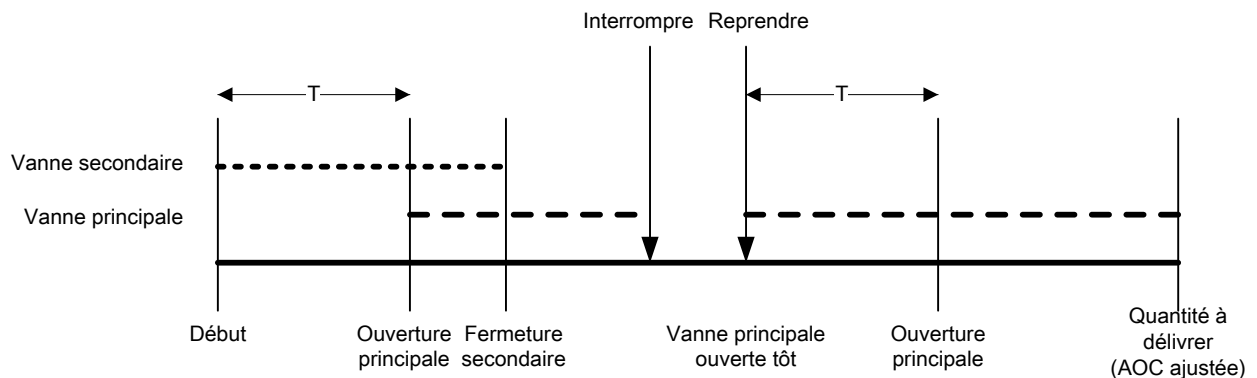 Interrompre
Reprendre
T
T
Vanne secondaire
Vanne principale
Début
Ouverture
principale
Fermeture
secondaire
Vanne principale
ouverte tôt
Ouverture
principale
Quantité à
délivrer
(AOC ajustée)